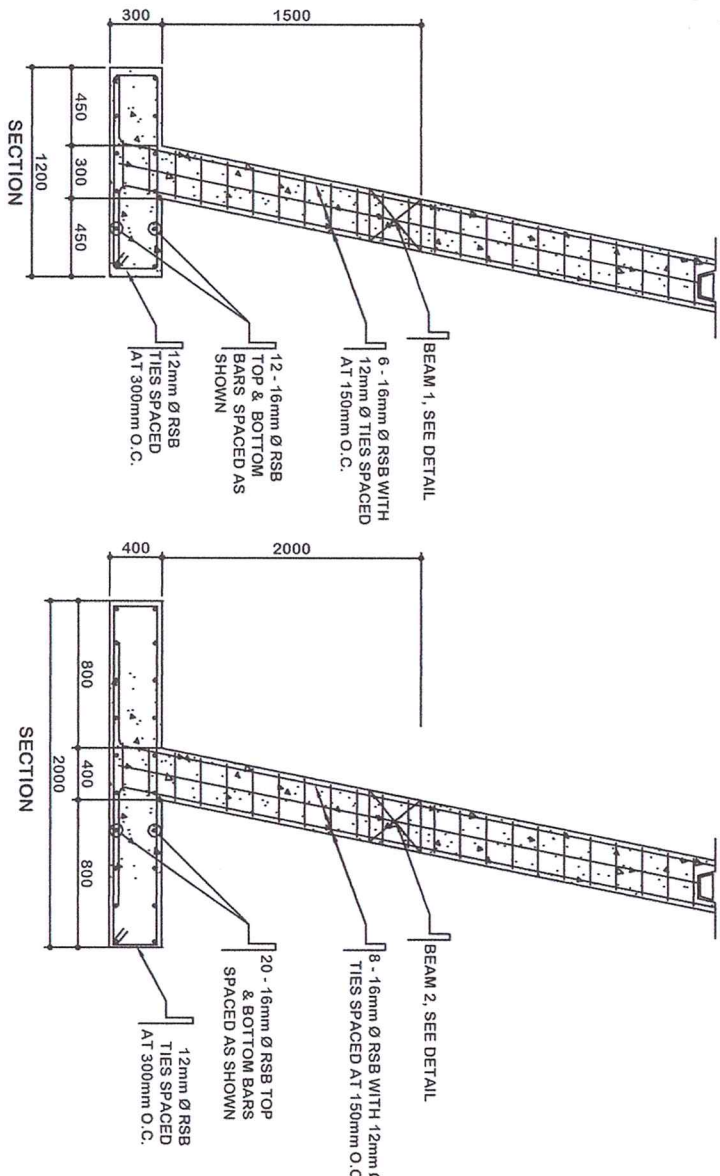 300
1500
450
300
450
1200
SECTION
BEAM 1, SEE DETAIL
6 - 16mm Ø RSB WITH
12mm Ø TIES SPACED
AT 150mm O.C.
12 - 16mm Ø RSB
TOP & BOTTOM
BARS SPACED AS
SHOWN
12mm Ø RSB
TIES SPACED
AT 300mm O.C.
400
2000
800
400
800
2000
SECTION
BEAM 2, SEE DETAIL
8 - 16mm Ø RSB WITH 12mm Ø
TIES SPACED AT 150mm O.C.
20 - 16mm Ø RSB TOP
& BOTTOM BARS
SPACED AS SHOWN
12mm Ø RSB
TIES SPACED
AT 300mm O.C.